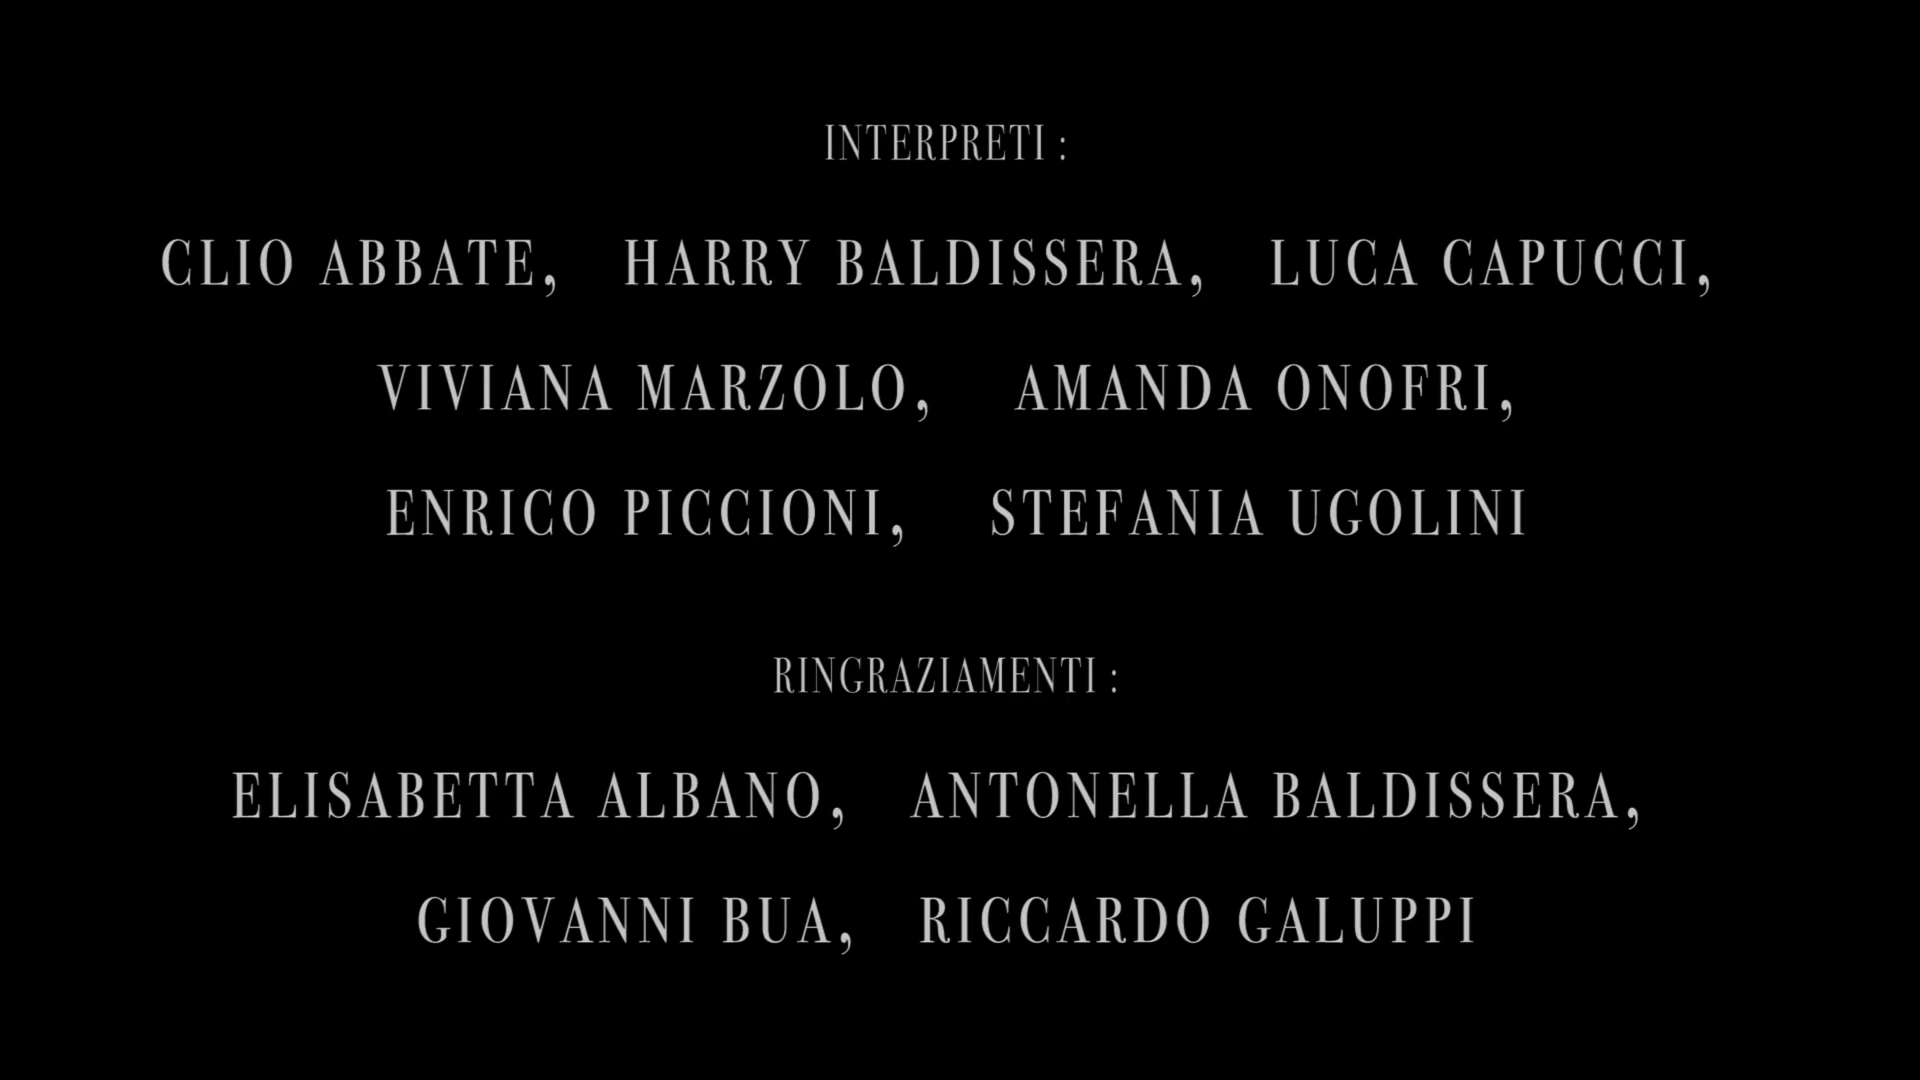 INTERPRETI :
CLIO ABBATE, HARRY BALDISSERA, LUCA CAPUCCI,
VIVIANA MARZOLO, AMANDA ONOFRI,
ENRICO PICCIONI, STEFANIA UGOLINI
RINGRAZIAMENTI :
ELISABETTA ALBANO, ANTONELLA BALDISSERA,
GIOVANNI BUA, RICCARDO GALUPPI